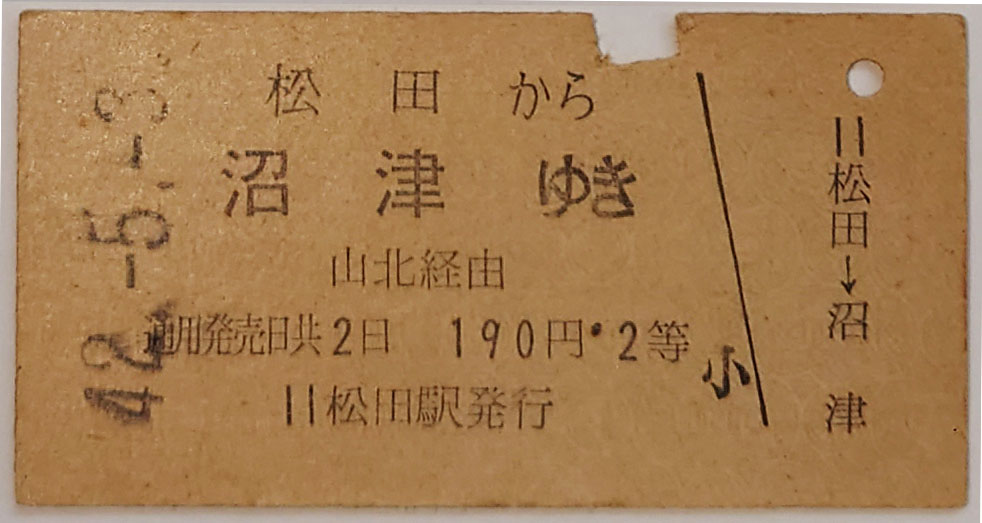 松田から
沼津ゆき
山北経由
通用発売日共2日 190円・2等
||松田駅発行
小
||松田→沼津
42.-5.-3